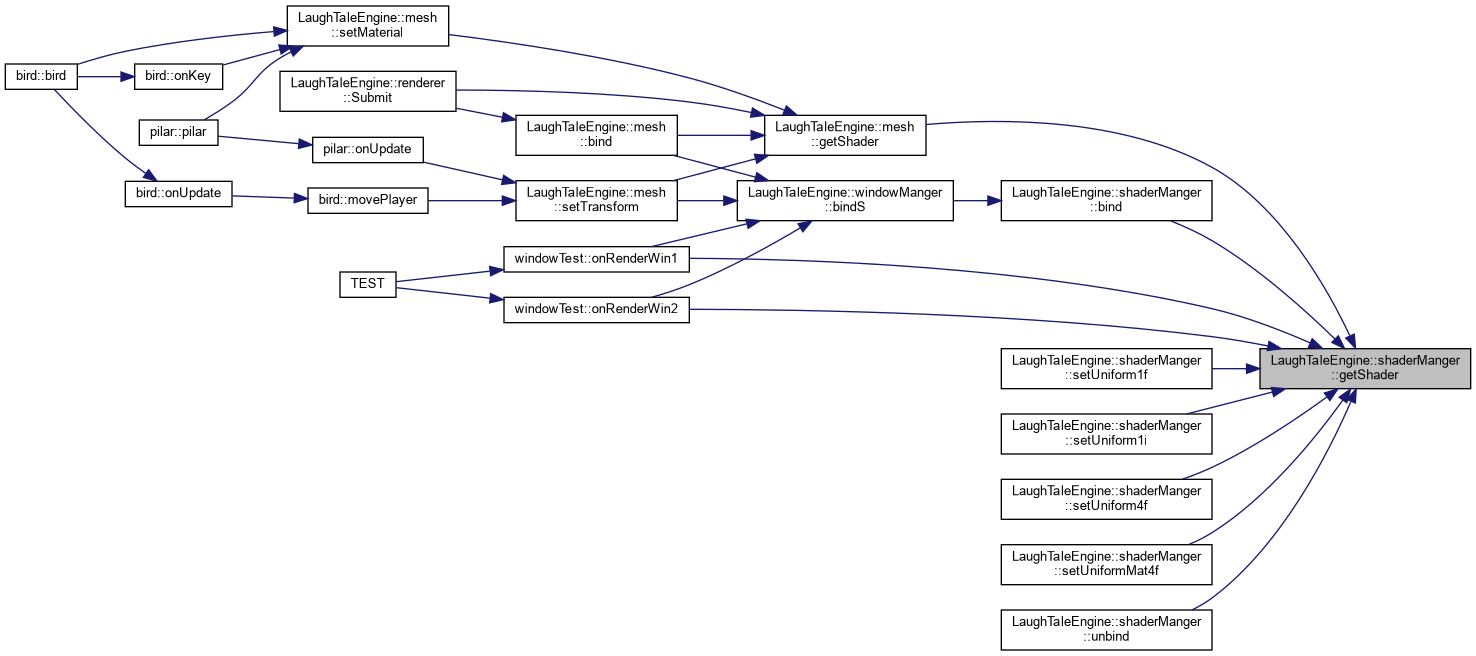 LaughTaleEngine::mesh
::setMaterial
bird::bird
bird::onKey
LaughTaleEngine::renderer
::Submit
pilar::pilar
pilar::onUpdate
LaughTaleEngine::mesh
::bind
LaughTaleEngine::mesh
::getShader
bird::onUpdate
bird::movePlayer
LaughTaleEngine::mesh
::setTransform
LaughTaleEngine::windowManger
::bindS
LaughTaleEngine::shaderManger
::bind
windowTest::onRenderWin1
TEST
windowTest::onRenderWin2
LaughTaleEngine::shaderManger
::setUniform1f
LaughTaleEngine::shaderManger
::getShader
LaughTaleEngine::shaderManger
::setUniform1i
LaughTaleEngine::shaderManger
::setUniform4f
LaughTaleEngine::shaderManger
::setUniformMat4f
LaughTaleEngine::shaderManger
::unbind